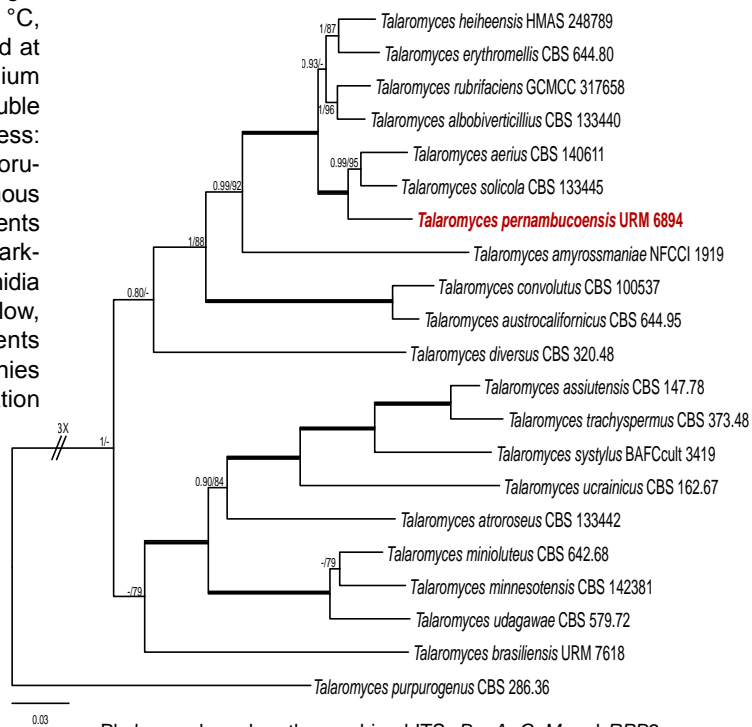 °C,
d at
ium
uble
ess:
oru-
ous
ents
ark-
nidia
low,
ents
nies
tion
1/87
Talaromyces heiheensis HMAS 248789
Talaromyces erythromellis CBS 644.80
0.93/-
Talaromyces rubrifaciens GCMCC 317658
1/96
Talaromyces albobiverticillius CBS 133440
Talaromyces aerius CBS 140611
0.99/95
Talaromyces solicola CBS 133445
0.99/92
Talaromyces pernambucoensis URM 6894
1/88
Talaromyces amyrossmaniae NFCCI 1919
Talaromyces convolutus CBS 100537
0.80/-
Talaromyces austrocalifornicus CBS 644.95
Talaromyces diversus CBS 320.48
Talaromyces assiutensis CBS 147.78
Talaromyces trachyspermus CBS 373.48
3X
1/-
Talaromyces systylus BAFCcult 3419
0.90/84
Talaromyces ucrainicus CBS 162.67
Talaromyces atroroseus CBS 133442
Talaromyces minioluteus CBS 642.68
-/79
Talaromyces minnesotensis CBS 142381
-/79
Talaromyces udagawae CBS 579.72
Talaromyces brasiliensis URM 7618
Talaromyces purpurogenus CBS 286.36
0.03